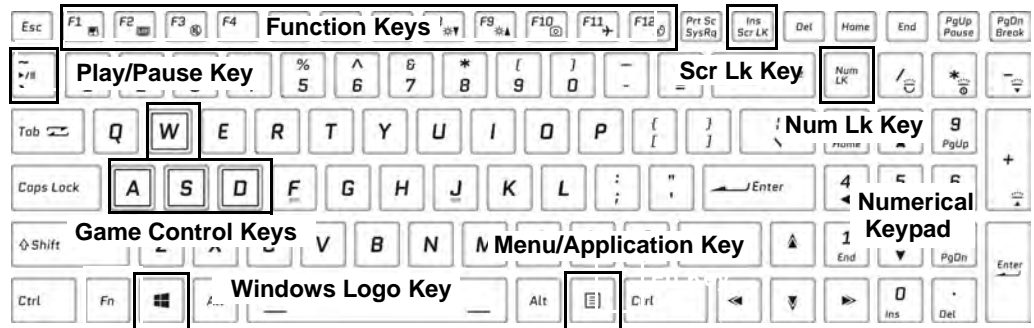 Esc F1 F2 F3 F4 Function Keys F9 F10 F11 F12 Prt Sc SysRq Ins Scr LK Del Home End PgUp Pause PgDn Break
~ ` Play/Pause Key % 5 ^ 6 & 7 * 8 ( 9 ) 0 _ - = Scr Lk Key Num LK / * -
Tab Q W E R T Y U I O P { [ } ] \ Num Lk Key Home 9 PgUp +
Caps Lock A S D F G H J K L : ; " ' Enter 4 5 6
Numerical
Keypad
Shift Game Control Keys Z X V B N M Menu/Application Key 1 End PgDn Enter
Ctrl Fn Windows Logo Key Alt Ctrl 0 Ins . Del